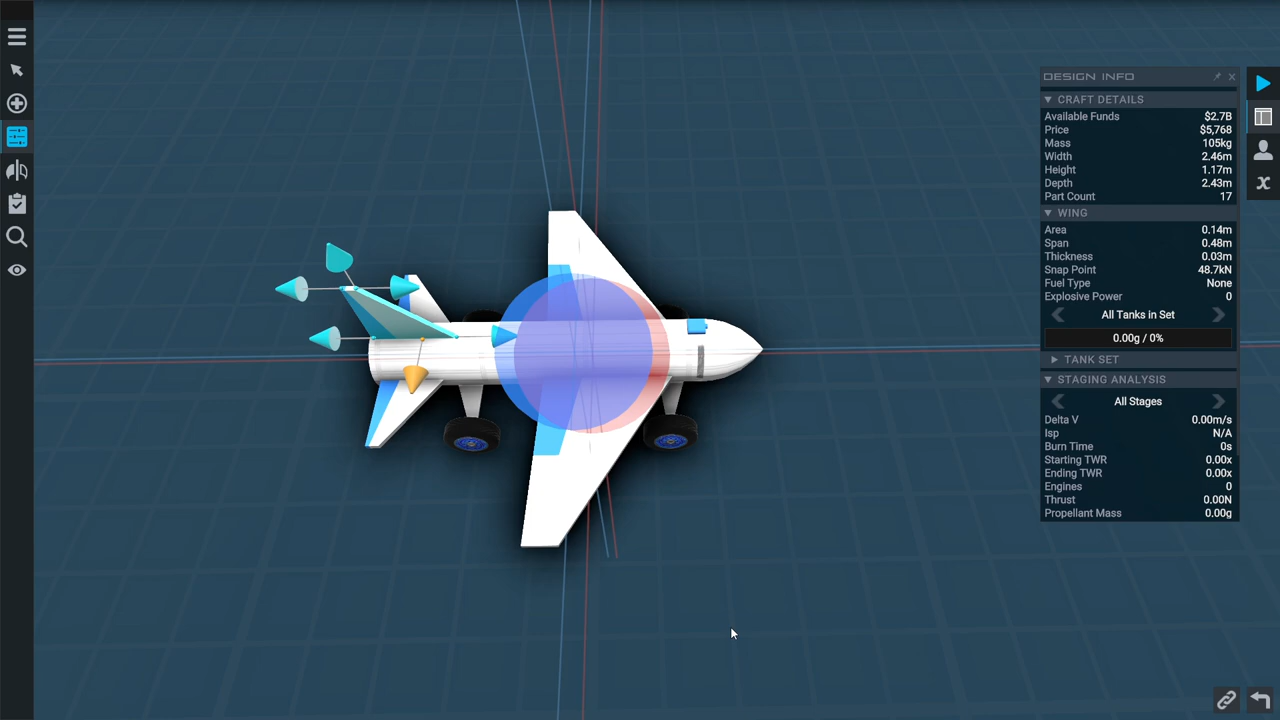 DESIGN INFO
CRAFT DETAILS
Available Funds $2.7B
Price $5,768
Mass 105kg
Width 2.46m
Height 1.17m
Depth 2.43m
Part Count 17
WING
Area 0.14m
Span 0.48m
Thickness 0.03m
Snap Point 48.7kN
Fuel Type None
Explosive Power 0
All Tanks in Set
0.00g / 0%
TANK SET
STAGING ANALYSIS
All Stages
Delta V 0.00m/s
Isp N/A
Burn Time 0s
Starting TWR 0.00x
Ending TWR 0.00x
Engines 0
Thrust 0.00N
Propellant Mass 0.00g